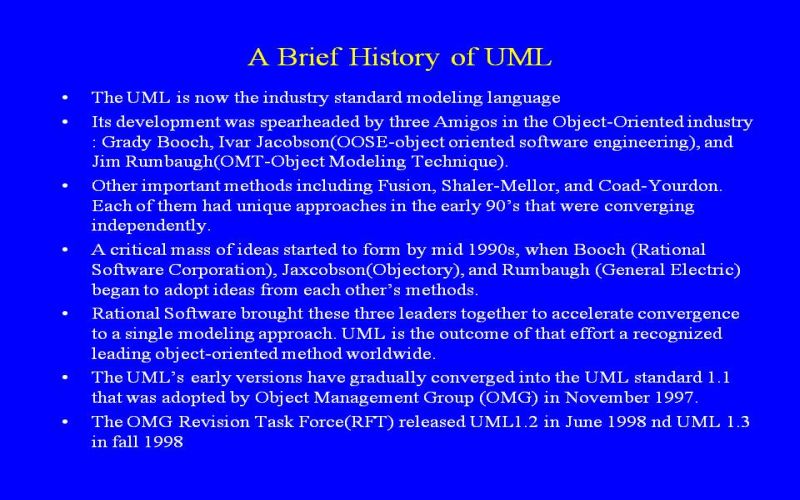 A Brief History of UML
• The UML is now the industry standard modeling language
• Its development was spearheaded by three Amigos in the Object-Oriented industry
: Grady Booch, Ivar Jacobson(OOSE-object oriented software engineering), and
Jim Rumbaugh(OMT-Object Modeling Technique).
• Other important methods including Fusion, Shaler-Mellor, and Coad-Yourdon.
Each of them had unique approaches in the early 90's that were converging
independently.
• A critical mass of ideas started to form by mid 1990s, when Booch (Rational
Software Corporation), Jaxcobson(Objectory), and Rumbaugh (General Electric)
began to adopt ideas from each other's methods.
• Rational Software brought these three leaders together to accelerate convergence
to a single modeling approach. UML is the outcome of that effort a recognized
leading object-oriented method worldwide.
• The UML's early versions have gradually converged into the UML standard 1.1
that was adopted by Object Management Group (OMG) in November 1997.
• The OMG Revision Task Force(RFT) released UML1.2 in June 1998 nd UML 1.3
in fall 1998